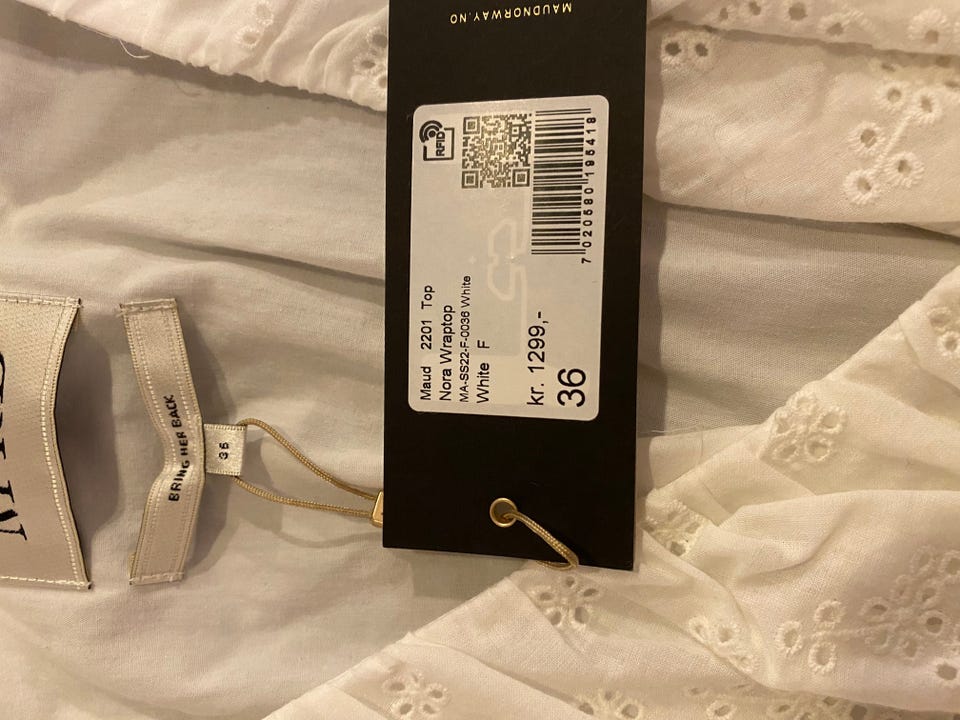 MAUDNORWAY.NO
RFID
7 020580 195418
Maud 2201 Top
Nora Wraptop
MA-SS22-F-0036 White
White F
kr. 1299,-
36
BRING HER BACK
36